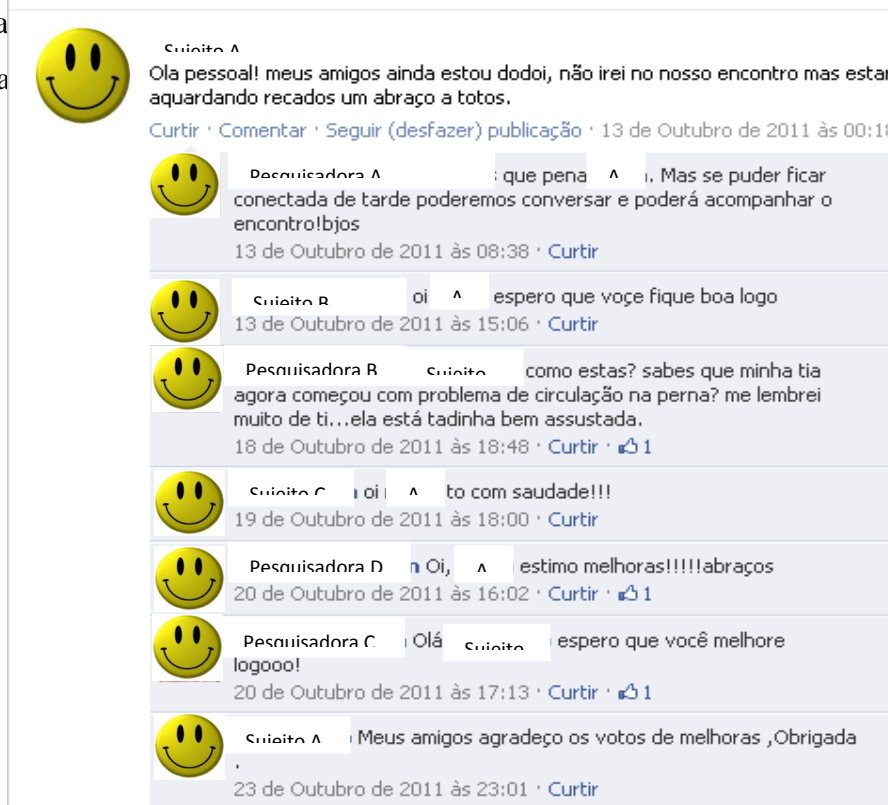 a
a
Sujeito A
Ola pessoal! meus amigos ainda estou dodoi, não irei no nosso encontro mas estar
aquardando recados um abraço a totos.
Curtir · Comentar · Seguir (desfazer) publicação · 13 de Outubro de 2011 às 00:18
Pesquisadora A que pena A . Mas se puder ficar
conectada de tarde poderemos conversar e poderá acompanhar o
encontro!bjos
13 de Outubro de 2011 às 08:38 · Curtir
Sujeito B oi A espero que voçe fique boa logo
13 de Outubro de 2011 às 15:06 · Curtir
Pesquisadora B Sujeito como estas? sabes que minha tia
agora começou com problema de circulação na perna? me lembrei
muito de ti...ela está tadinha bem assustada.
18 de Outubro de 2011 às 18:48 · Curtir · 1
Sujeito C oi A to com saudade!!!
19 de Outubro de 2011 às 18:00 · Curtir
Pesquisadora D n Oi, A estimo melhoras!!!!!abraços
20 de Outubro de 2011 às 16:02 · Curtir · 1
Pesquisadora C Olá Sujeito espero que você melhore
logooo!
20 de Outubro de 2011 às 17:13 · Curtir · 1
Sujeito A Meus amigos agradeço os votos de melhoras ,Obrigada
.
23 de Outubro de 2011 às 23:01 · Curtir